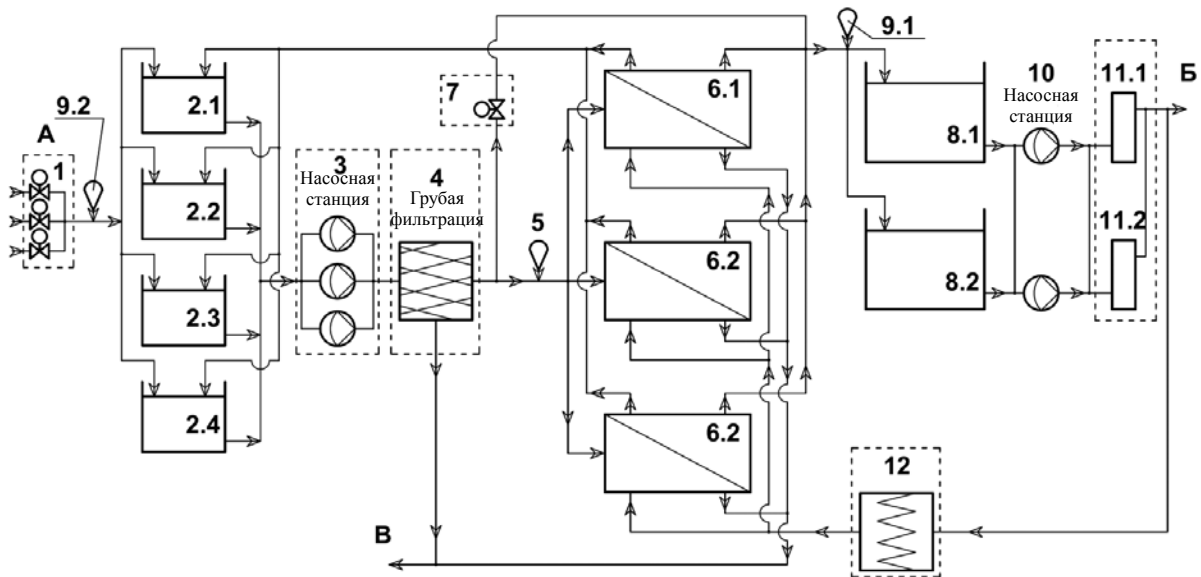 А
1
9.2
2.1
2.2
2.3
2.4
3
Насосная
станция
4
Грубая
фильтрация
7
5
6.1
6.2
6.2
9.1
8.1
8.2
10
Насосная
станция
11.1
11.2
Б
12
В